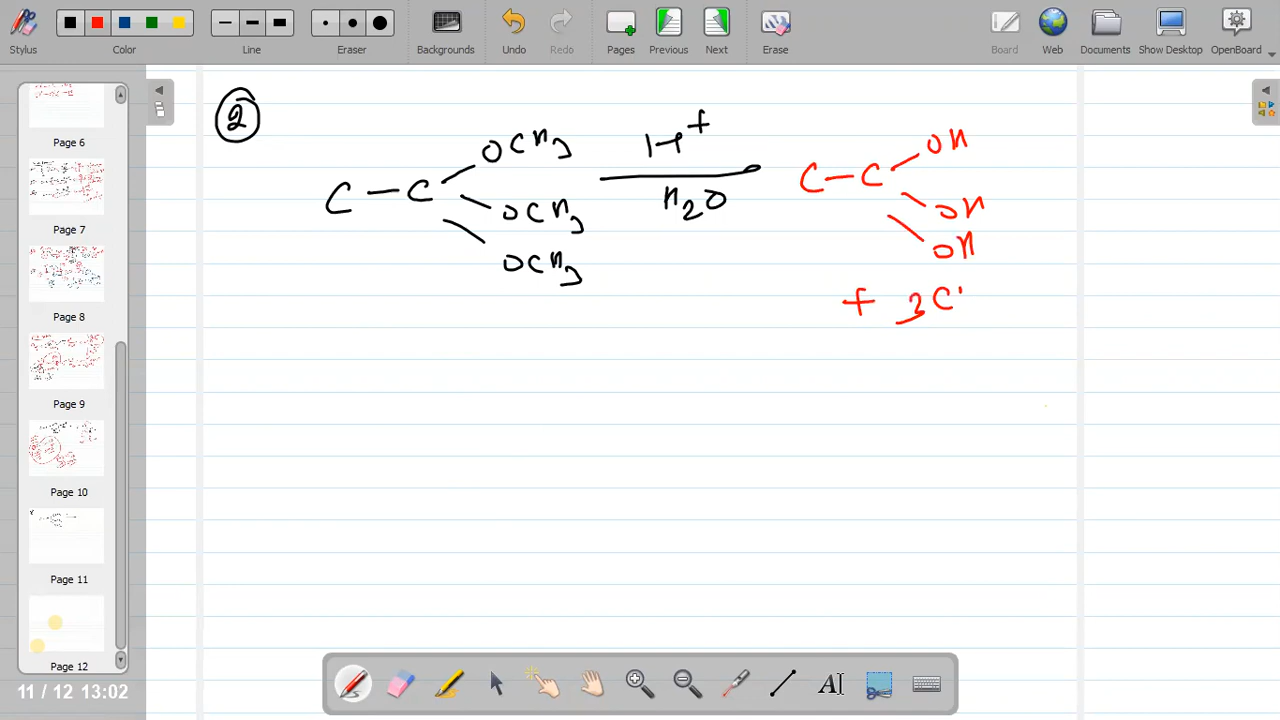 Stylus
Color
Line
Eraser
Backgrounds
Undo
Redo
Pages
Previous
Next
Erase
Board
Web
Documents
Show Desktop
OpenBoard
Page 6
Page 7
Page 8
Page 9
Page 10
Page 11
Page 12
11 / 12 13:02
2
OCH3
C - C OCH3
OCH3
H+
H2O
OH
C - C OH
OH
+ 3C